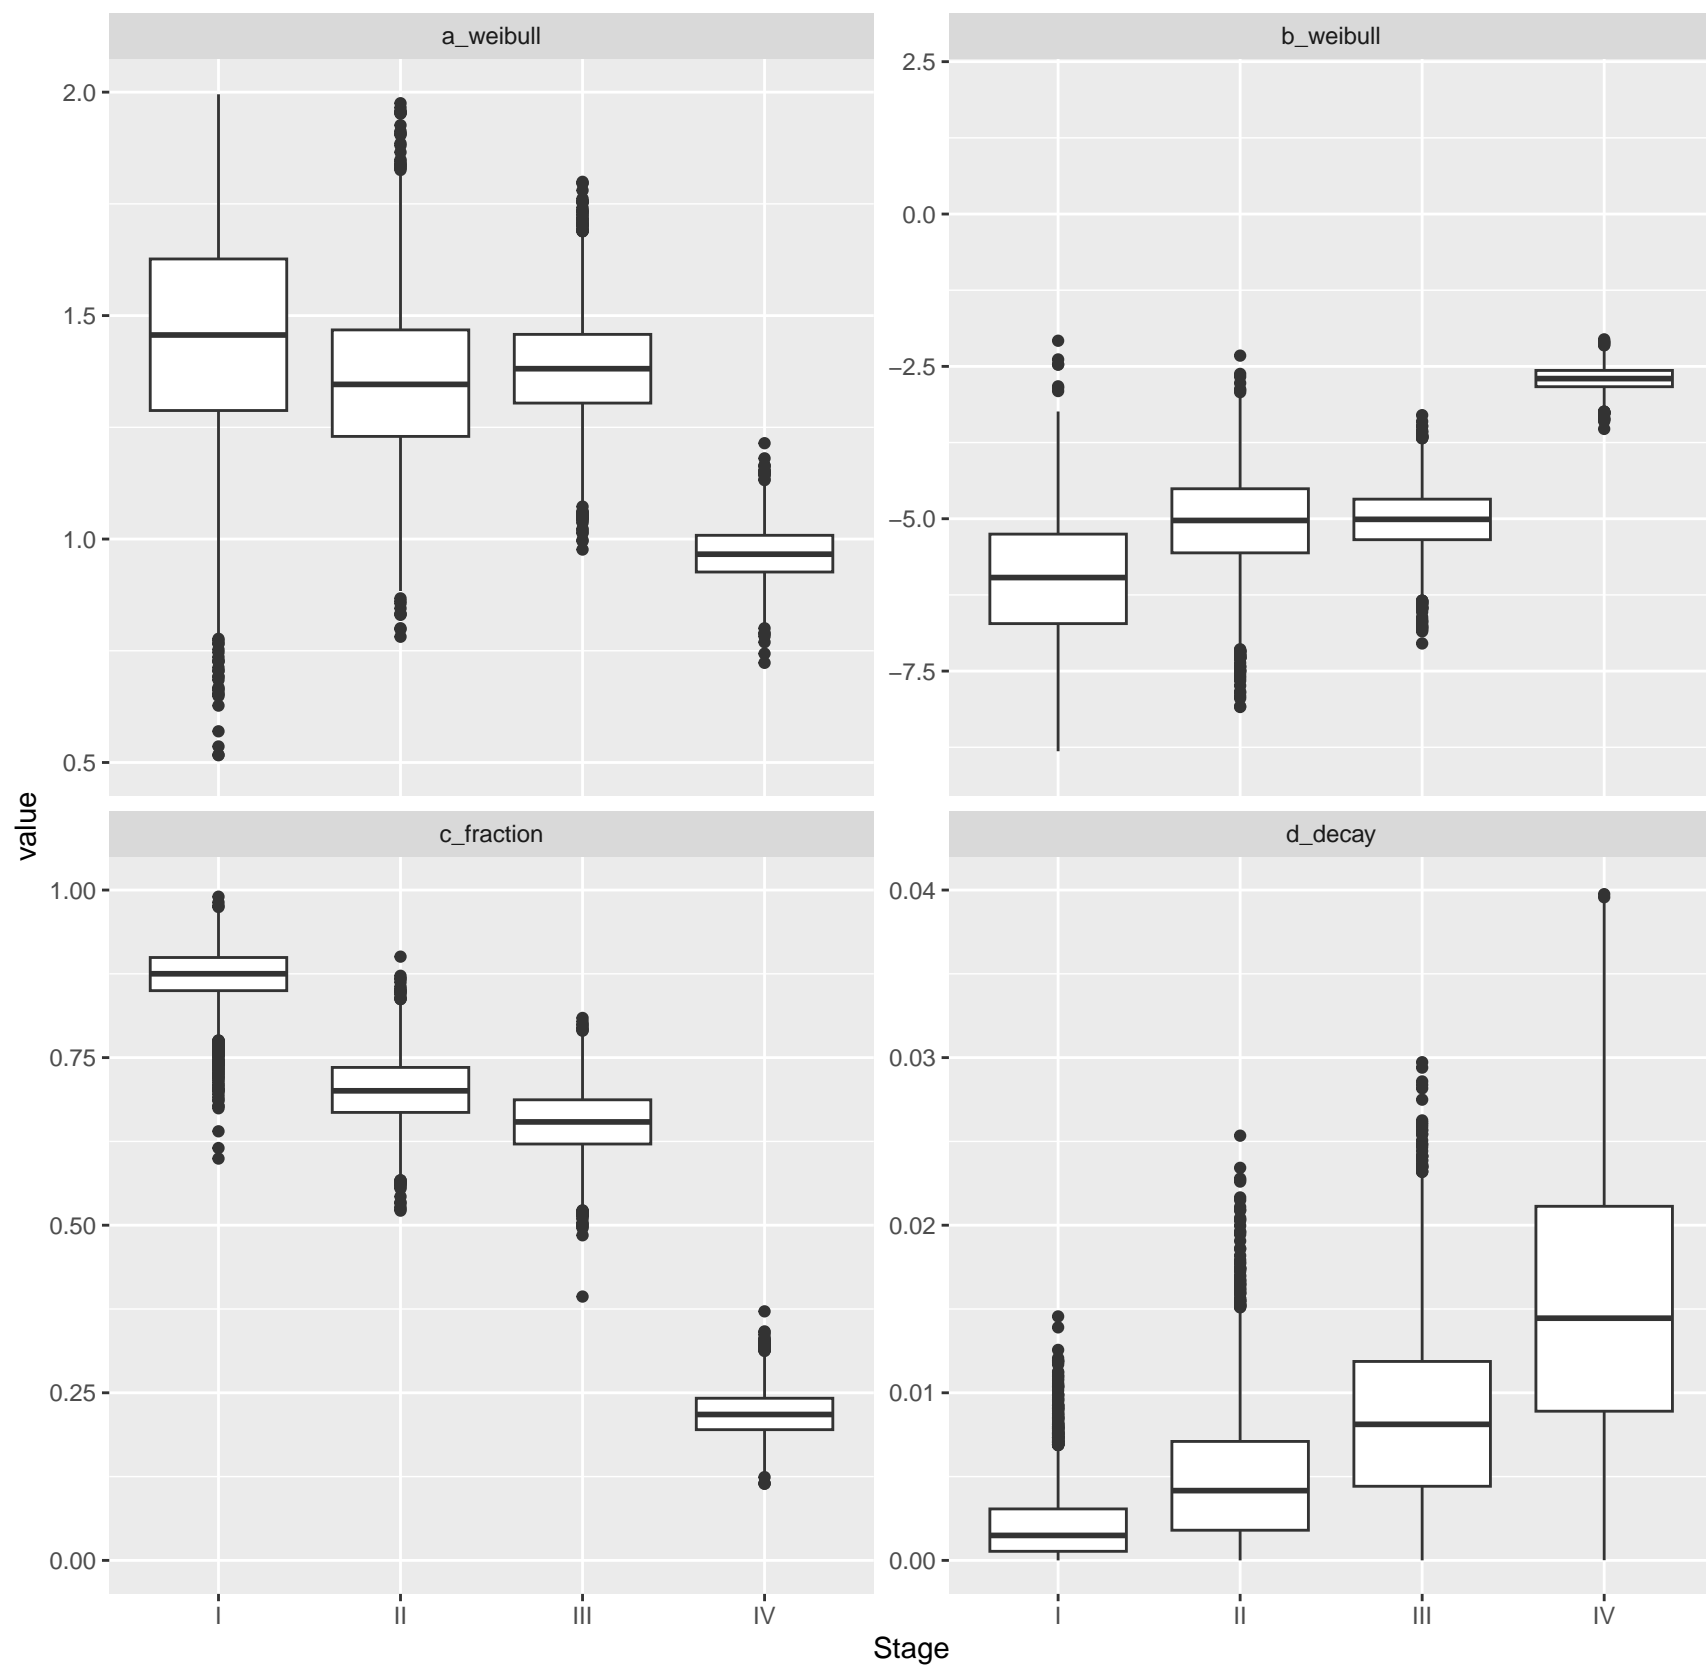 a_weibull
b_weibull
2.0
1.5
1.0
0.5
2.5
0.0
−2.5
−5.0
−7.5
value
c_fraction
d_decay
1.00
0.75
0.50
0.25
0.00
0.04
0.03
0.02
0.01
0.00
I II III IV
I II III IV
Stage